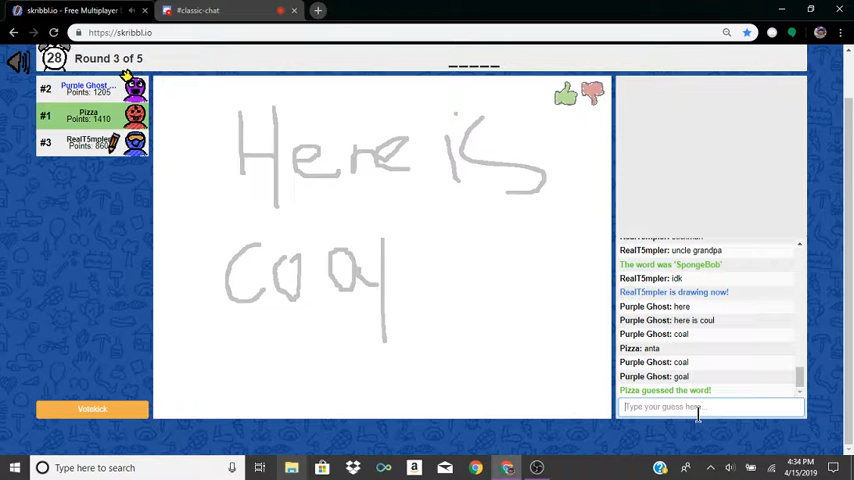 skribbl.io - Free Multiplayer
#classic-chat
https://skribbl.io
28
Round 3 of 5
_____
#2
Purple Ghost ...
Points: 1205
#1
Pizza
Points: 1410
#3
RealT5mpler
Points: 860
Here is
coal
RealT5mpler: uncle grandpa
The word was 'SpongeBob'
RealT5mpler: idk
RealT5mpler is drawing now!
Purple Ghost: here
Purple Ghost: here is coul
Purple Ghost: coal
Pizza: anta
Purple Ghost: coal
Purple Ghost: goal
Pizza guessed the word!
Type your guess here...
Votekick
Type here to search
4:34 PM
4/15/2019